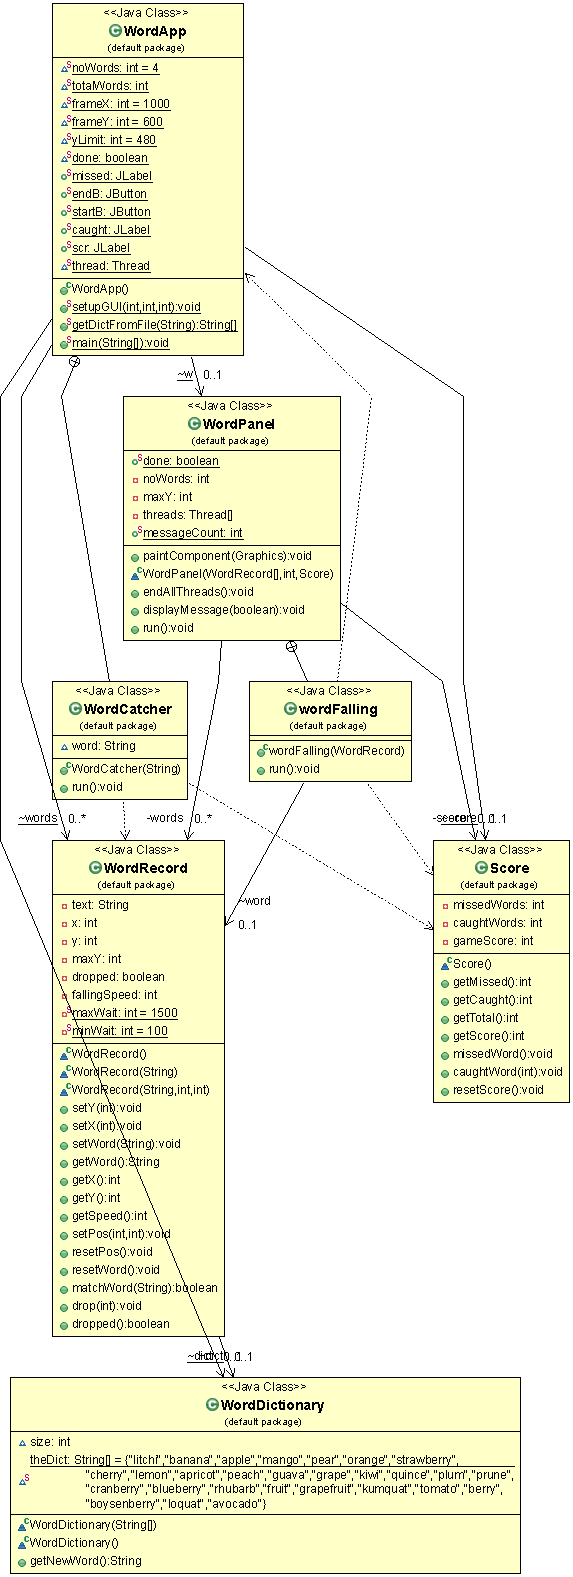 <<Java Class>>
WordApp
(default package)
noWords: int = 4
totalWords: int
frameX: int = 1000
frameY: int = 600
yLimit: int = 480
done: boolean
missed: JLabel
endB: JButton
startB: JButton
caught: JLabel
scr: JLabel
thread: Thread
WordApp()
setupGUI(int,int,int):void
getDictFromFile(String):String[]
main(String[]):void
~w 0..1
<<Java Class>>
WordPanel
(default package)
done: boolean
noWords: int
maxY: int
threads: Thread[]
messageCount: int
paintComponent(Graphics):void
WordPanel(WordRecord[],int,Score)
endAllThreads():void
displayMessage(boolean):void
run():void
<<Java Class>>
WordCatcher
(default package)
word: String
WordCatcher(String)
run():void
<<Java Class>>
wordFalling
(default package)
wordFalling(WordRecord)
run():void
~words 0..*
-words 0..*
0..1
~word
0..1
<<Java Class>>
WordRecord
(default package)
text: String
x: int
y: int
maxY: int
dropped: boolean
fallingSpeed: int
maxWait: int = 1500
minWait: int = 100
WordRecord()
WordRecord(String)
WordRecord(String,int,int)
setY(int):void
setX(int):void
setWord(String):void
getWord():String
getX():int
getY():int
getSpeed():int
setPos(int,int):void
resetPos():void
resetWord():void
matchWord(String):boolean
drop(int):void
dropped():boolean
<<Java Class>>
Score
(default package)
missedWords: int
caughtWords: int
gameScore: int
Score()
getMissed():int
getCaught():int
getTotal():int
getScore():int
missedWord():void
caughtWord(int):void
resetScore():void
~dict 0..1
<<Java Class>>
WordDictionary
(default package)
size: int
theDict: String[] = {"litchi","banana","apple","mango","pear","orange","strawberry",
"cherry","lemon","apricot","peach","guava","grape","kiwi","quince","plum","prune",
"cranberry","blueberry","rhubarb","fruit","grapefruit","kumquat","tomato","berry",
"boysenberry","loquat","avocado"}
WordDictionary(String[])
WordDictionary()
getNewWord():String